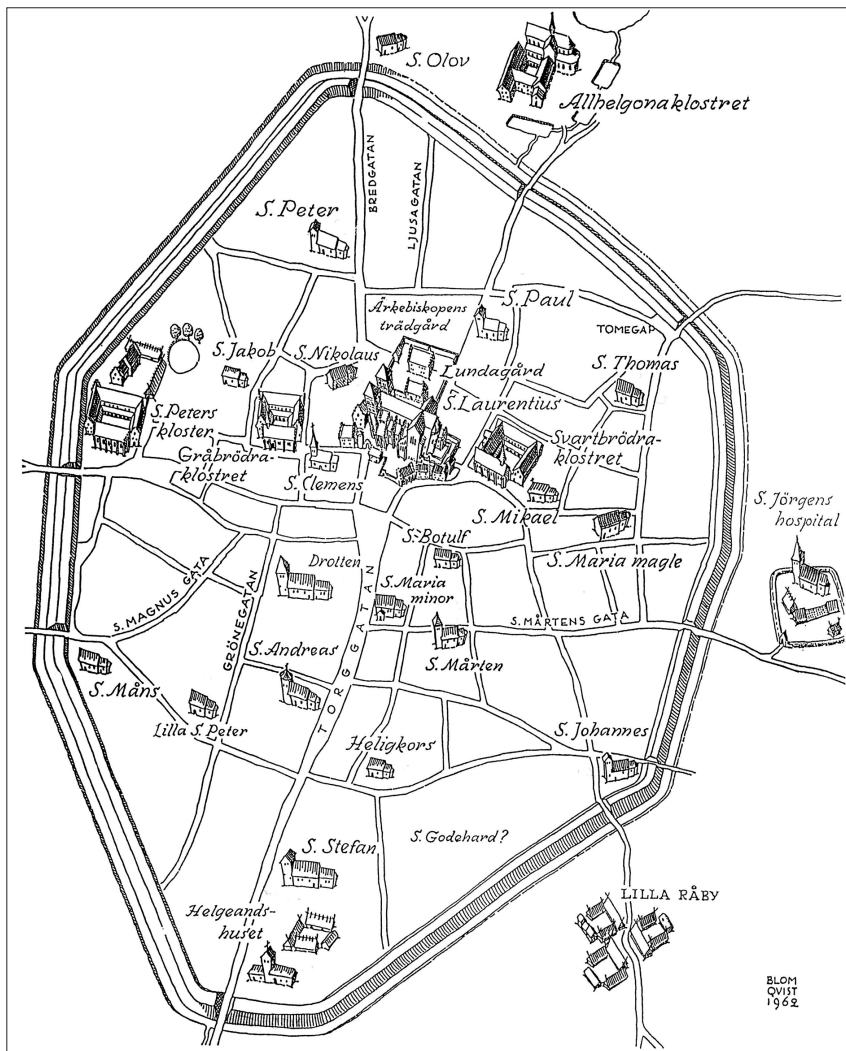 S. Olov
Allhelgonaklostret
BREDGATAN
LJUSAGATAN
S. Peter
S. Paul
Ärkebiskopens
trädgård
TOMEGAP
S. Jakob
S. Nikolaus
Lundagård
S. Thomas
S. Laurentius
S. Peters
kloster
Svartbrödra-
klostret
Gråbrödra-
klostret
S. Clemens
S. Jörgens
hospital
S. Mikael
S. Botulf
S. Maria magle
Drotten
S. Maria
minor
S. MAGNUS GATA
GRÖNEGATAN
TORGGATAN
S. MÅRTENS GATA
S. Andreas
S. Mårten
S. Måns
Lilla S. Peter
Heligkors
S. Johannes
S. Stefan
S. Godehard?
LILLA RÅBY
Helgeands-
huset
BLOM
QVIST
1962